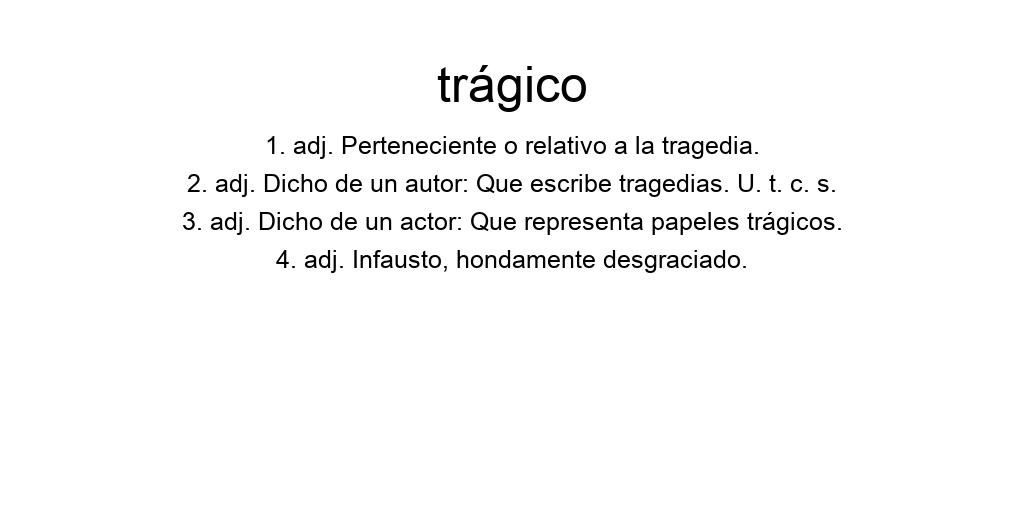 trágico
1. adj. Perteneciente o relativo a la tragedia.
2. adj. Dicho de un autor: Que escribe tragedias. U. t. c. s.
3. adj. Dicho de un actor: Que representa papeles trágicos.
4. adj. Infausto, hondamente desgraciado.